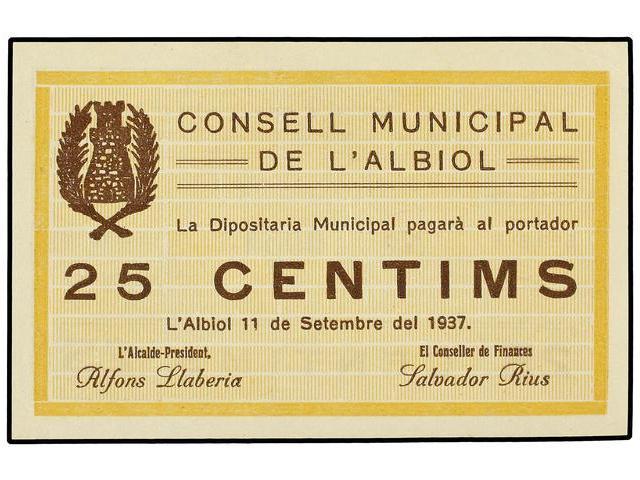 CONSELL MUNICIPAL
DE L'ALBIOL
La Dipositaria Municipal pagarà al portador
25 CENTIMS
L'Albiol 11 de Setembre del 1937.
L'Alcalde-President,
El Conseller de Finances
Alfons Llaberia
Salvador Rius